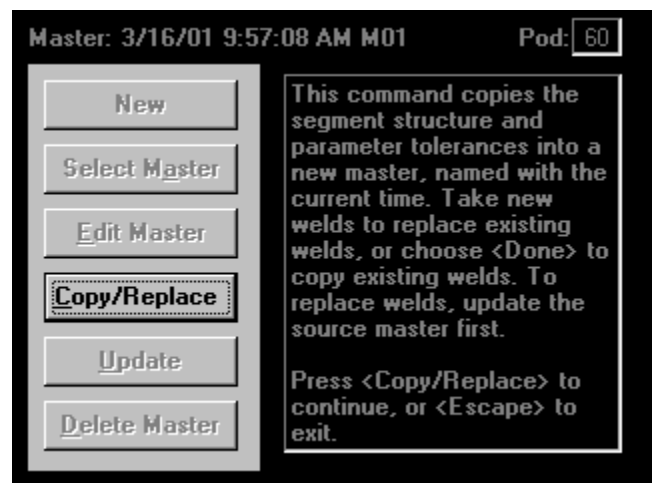 Master: 3/16/01 9:57:08 AM M01 Pod: 60
New
Select Master
Edit Master
Copy/Replace
Update
Delete Master
This command copies the
segment structure and
parameter tolerances into a
new master, named with the
current time. Take new
welds to replace existing
welds, or choose <Done> to
copy existing welds. To
replace welds, update the
source master first.
Press <Copy/Replace> to
continue, or <Escape> to
exit.